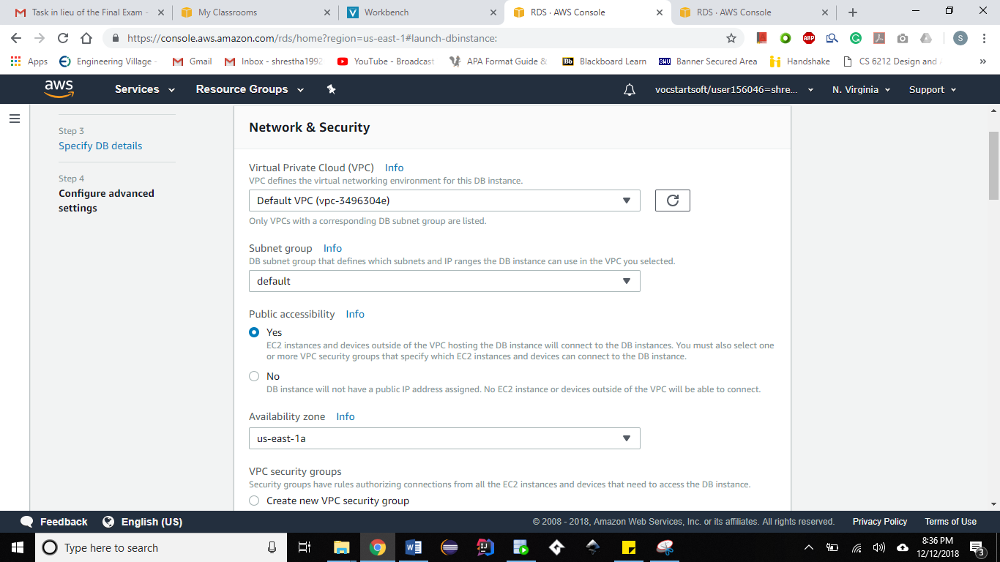 Task in lieu of the Final Exam -
My Classrooms
Workbench
RDS · AWS Console
RDS · AWS Console
https://console.aws.amazon.com/rds/home?region=us-east-1#launch-dbinstance:
ABP
S
Apps
Engineering Village -
Gmail
Inbox - shrestha1992
YouTube - Broadcast
APA Format Guide &
Bb
Blackboard Learn
GWU
Banner Secured Area
Handshake
CS 6212 Design and
»
aws
Services
Resource Groups
vocstartsoft/user156046=shre...
N. Virginia
Support
Step 3
Specify DB details
Step 4
Configure advanced
settings
Network & Security
Virtual Private Cloud (VPC) Info
VPC defines the virtual networking environment for this DB instance.
Default VPC (vpc-3496304e)
Only VPCs with a corresponding DB subnet group are listed.
Subnet group Info
DB subnet group that defines which subnets and IP ranges the DB instance can use in the VPC you selected.
default
Public accessibility Info
Yes
EC2 instances and devices outside of the VPC hosting the DB instance will connect to the DB instances. You must also select one
or more VPC security groups that specify which EC2 instances and devices can connect to the DB instance.
No
DB instance will not have a public IP address assigned. No EC2 instance or devices outside of the VPC will be able to connect.
Availability zone Info
us-east-1a
VPC security groups
Security groups have rules authorizing connections from all the EC2 instances and devices that need to access the DB instance.
Create new VPC security group
Feedback
English (US)
© 2008 - 2018, Amazon Web Services, Inc. or its affiliates. All rights reserved.
Privacy Policy
Terms of Use
Type here to search
8:36 PM
12/12/2018
3